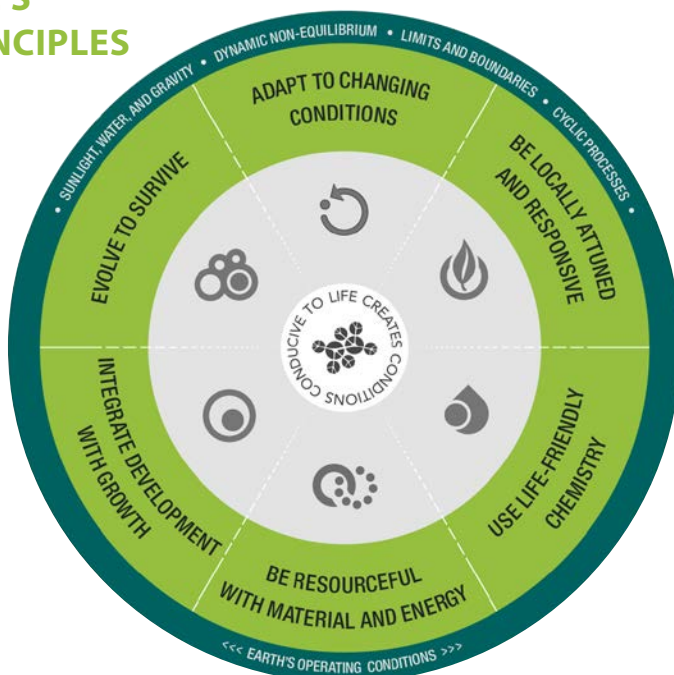 'S
NCIPLES
• SUNLIGHT, WATER, AND GRAVITY • DYNAMIC NON-EQUILIBRIUM • LIMITS AND BOUNDARIES • CYCLIC PROCESSES •
ADAPT TO CHANGING
CONDITIONS
BE LOCALLY ATTUNED
AND RESPONSIVE
USE LIFE-FRIENDLY
CHEMISTRY
BE RESOURCEFUL
WITH MATERIAL AND ENERGY
INTEGRATE DEVELOPMENT
WITH GROWTH
EVOLVE TO SURVIVE
LIFE CREATES CONDITIONS CONDUCIVE TO
<<< EARTH'S OPERATING CONDITIONS >>>